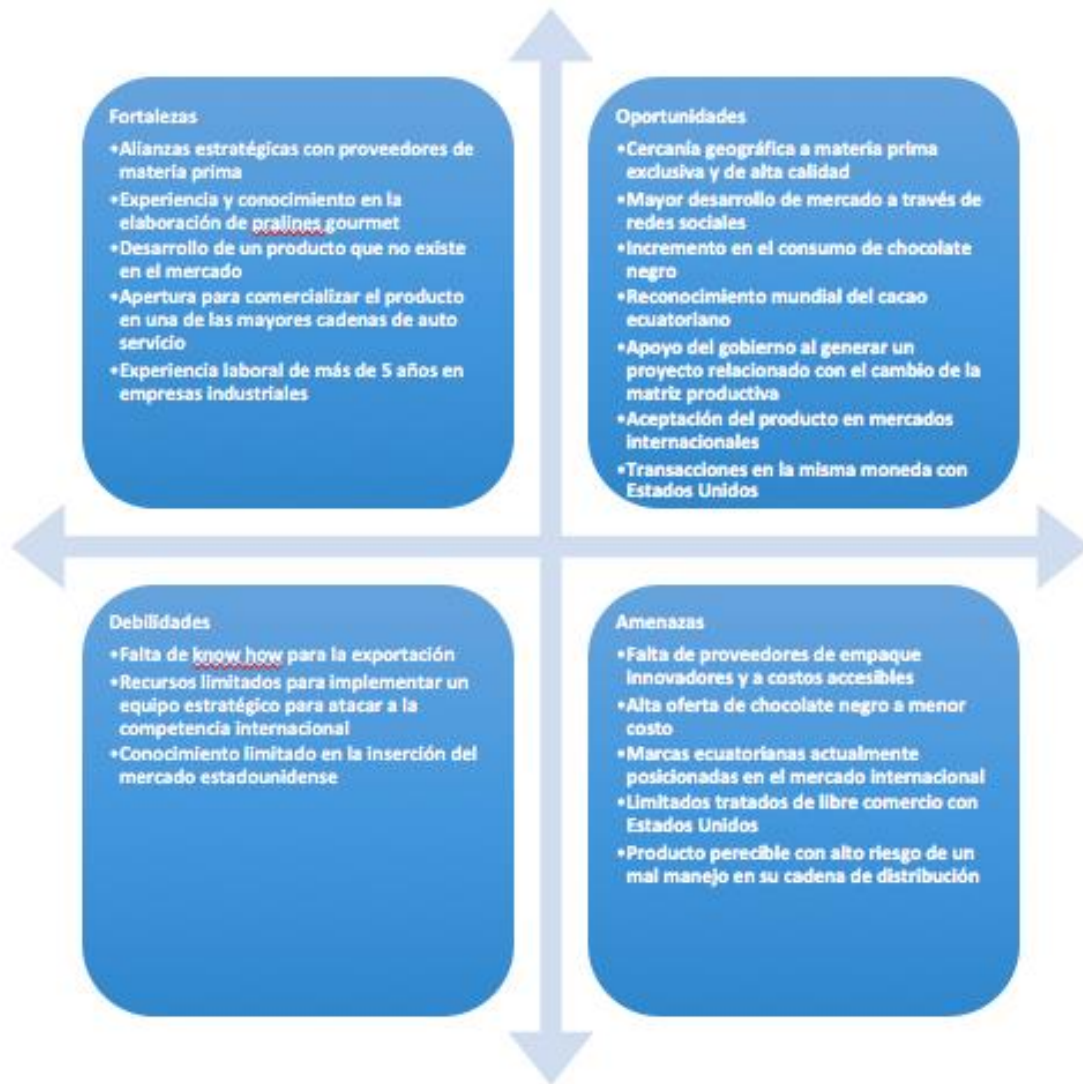 Fortalezas
•Alianzas estratégicas con proveedores de
materia prima
•Experiencia y conocimiento en la
elaboración de pralines gourmet
•Desarrollo de un producto que no existe
en el mercado
•Apertura para comercializar el producto
en una de las mayores cadenas de auto
servicio
•Experiencia laboral de más de 5 años en
empresas industriales
Oportunidades
•Cercanía geográfica a materia prima
exclusiva y de alta calidad
•Mayor desarrollo de mercado a través de
redes sociales
•Incremento en el consumo de chocolate
negro
•Reconocimiento mundial del cacao
ecuatoriano
•Apoyo del gobierno al generar un
proyecto relacionado con el cambio de la
matriz productiva
•Aceptación del producto en mercados
internacionales
•Transacciones en la misma moneda con
Estados Unidos
Debilidades
•Falta de know how para la exportación
•Recursos limitados para implementar un
equipo estratégico para atacar a la
competencia internacional
•Conocimiento limitado en la inserción del
mercado estadounidense
Amenazas
•Falta de proveedores de empaque
innovadores y a costos accesibles
•Alta oferta de chocolate negro a menor
costo
•Marcas ecuatorianas actualmente
posicionadas en el mercado internacional
•Limitados tratados de libre comercio con
Estados Unidos
•Producto perecible con alto riesgo de un
mal manejo en su cadena de distribución